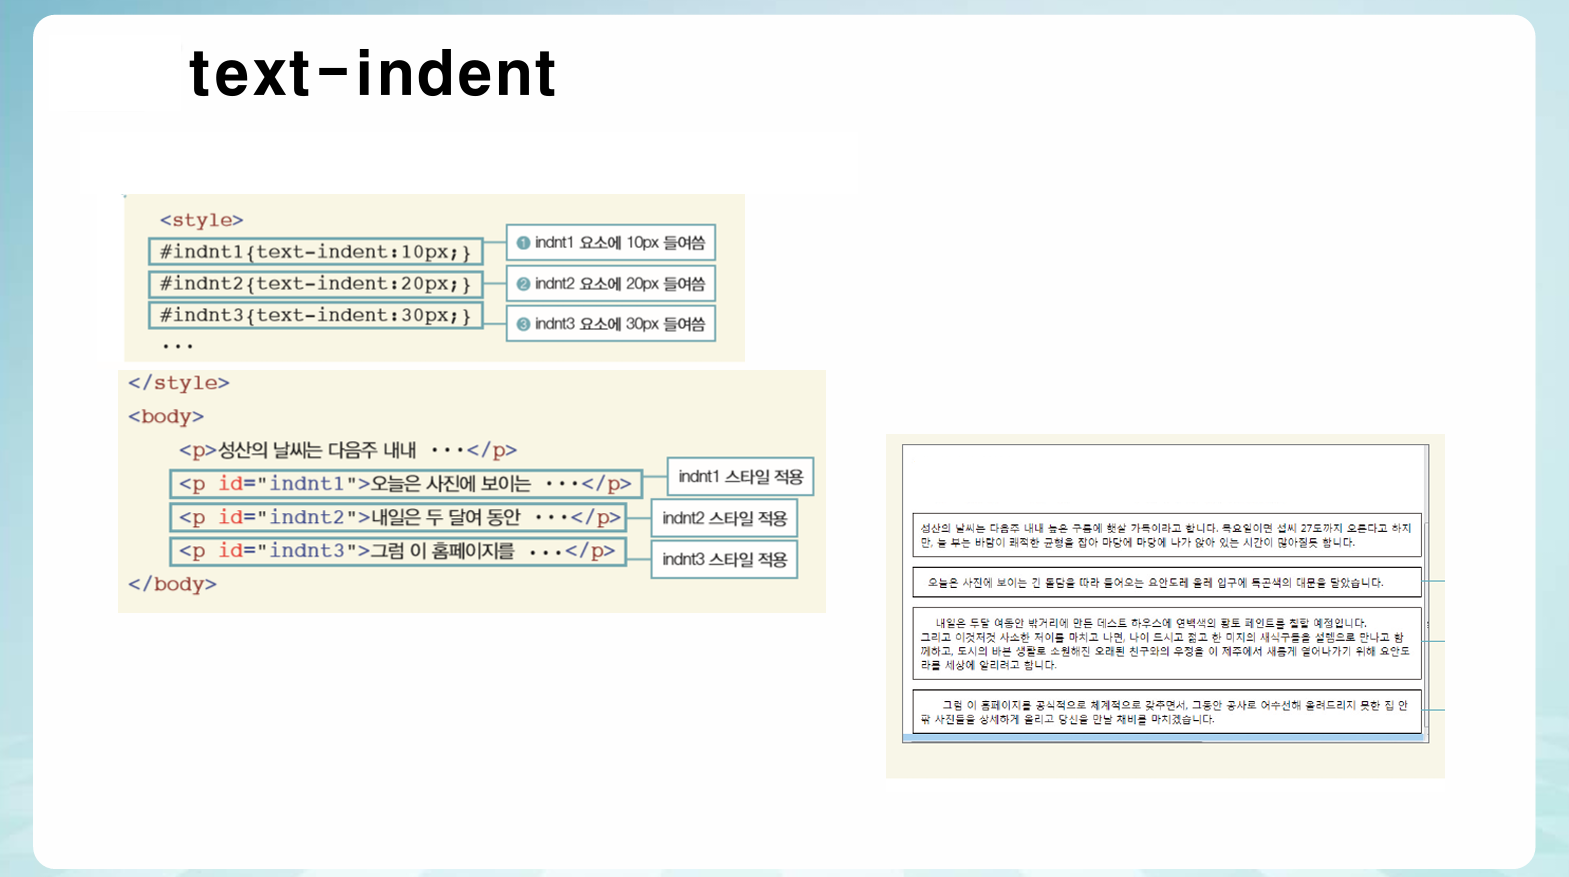 text-indent
<style>
#indnt1{text-indent:10px;}
❶ indnt1 요소에 10px 들여씀
#indnt2{text-indent:20px;}
❷ indnt2 요소에 20px 들여씀
#indnt3{text-indent:30px;}
❸ indnt3 요소에 30px 들여씀
...
</style>
<body>
<p>성산의 날씨는 다음주 내내 ···</p>
<p id="indnt1">오늘은 사진에 보이는 ···</p>
indnt1 스타일 적용
<p id="indnt2">내일은 두 달여 동안 ···</p>
indnt2 스타일 적용
<p id="indnt3">그럼 이 홈페이지를 ···</p>
indnt3 스타일 적용
</body>
성산의 날씨는 다음주 내내 높은 구름에 햇살 가득이라고 합니다. 목요일이면 섭씨 27도까지 오른다고 하지
만, 늘 부는 바람이 쾌적한 균형을 잡아 마당에 마당에 나가 앉아 있는 시간이 많아질듯 합니다.
오늘은 사진에 보이는 긴 돌담을 따라 들어오는 요안도레 올레 입구에 특곤색의 대문을 달았습니다.
내일은 두달 여동안 밖거리에 만든 데스트 하우스에 연백색의 황토 페인트를 칠할 예정입니다.
그리고 이것저것 사소한 처이를 마치고 나면, 나이 드시고 젊고 한 미지의 새식구들을 설렘으로 만나고 함
께하고, 도시의 바쁜 생활로 소원해진 오래된 친구와의 우정을 이 제주에서 새롭게 열어나가기 위해 요안도
라를 세상에 알리려고 합니다.
그럼 이 홈페이지를 공식적으로 체계적으로 갖추면서, 그동안 공사로 어수선해 올려드리지 못한 집 안
팎 사진들을 상세하게 올리고 당신을 만날 채비를 마치겠습니다.